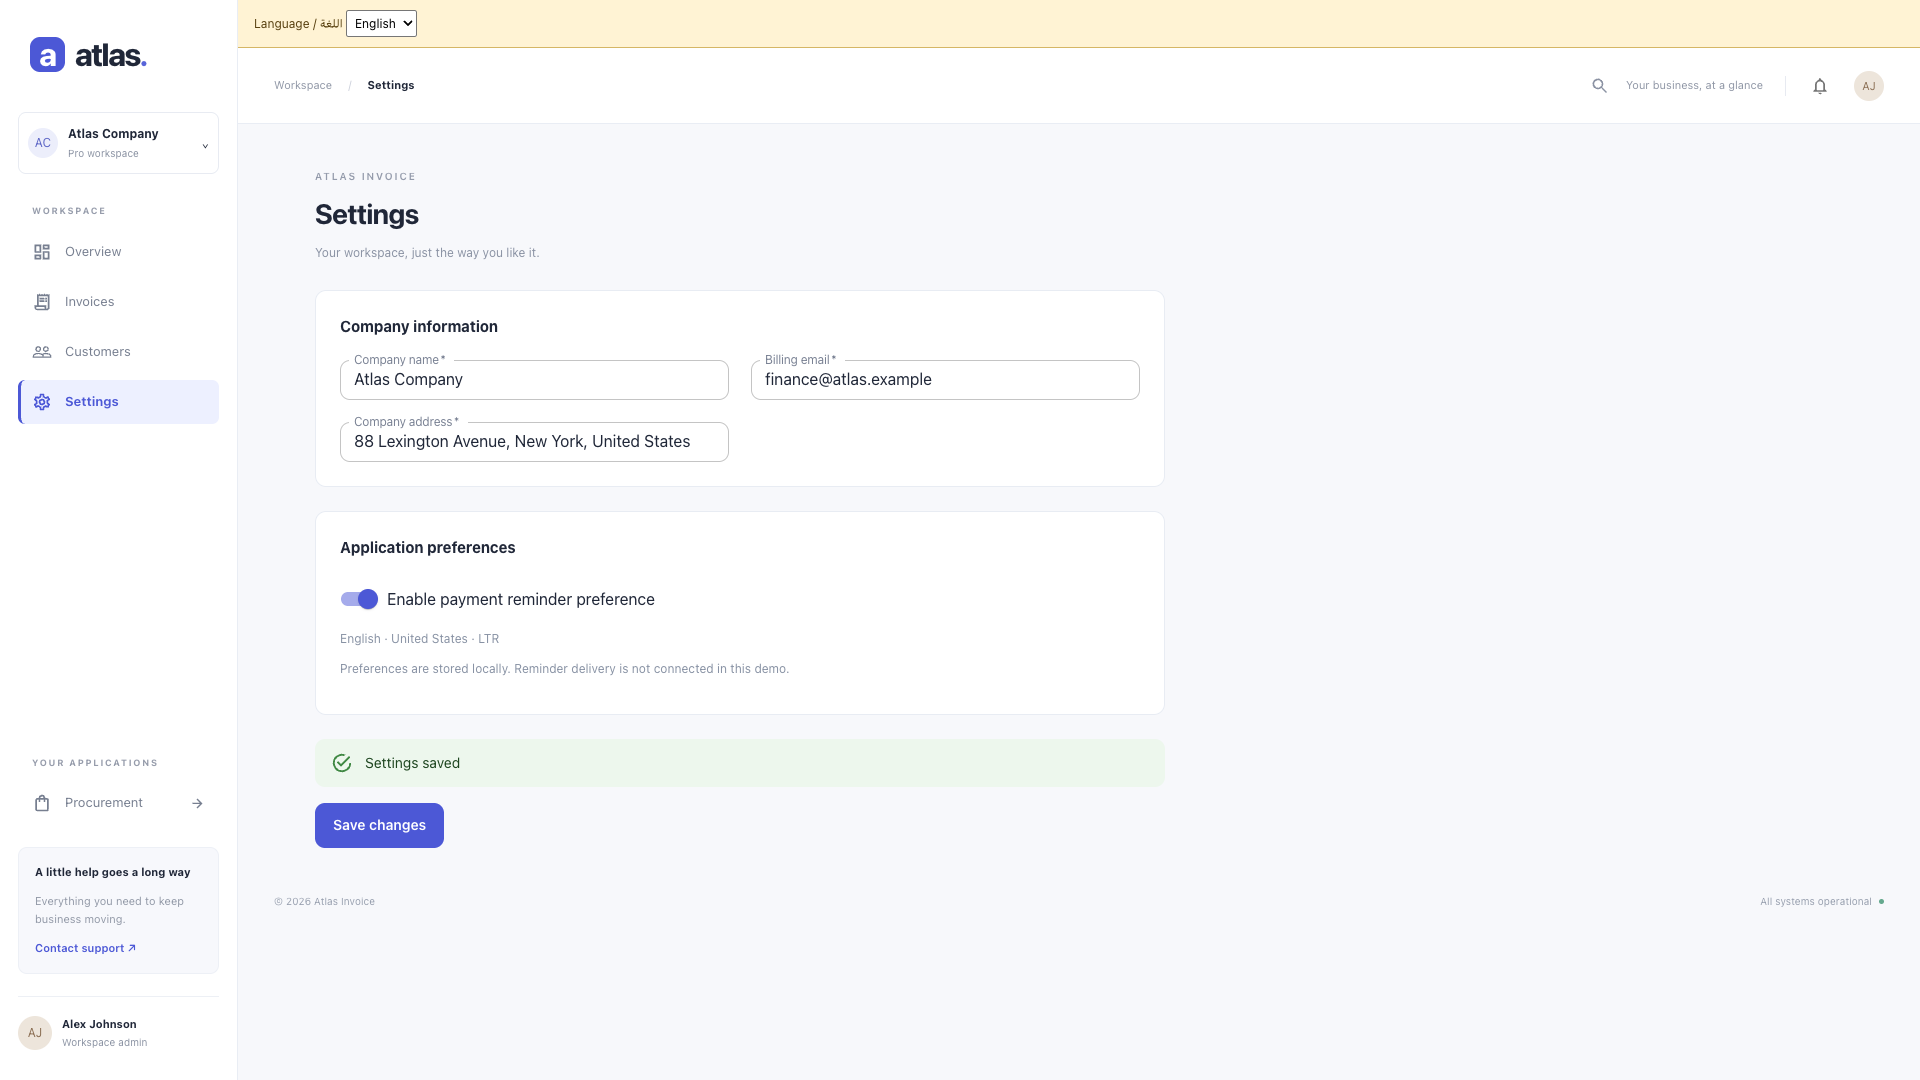 Language / اللغة English
a atlas.
AC Atlas Company
Pro workspace
WORKSPACE
Overview
Invoices
Customers
Settings
YOUR APPLICATIONS
Procurement
A little help goes a long way
Everything you need to keep
business moving.
Contact support
AJ Alex Johnson
Workspace admin
Workspace / Settings
Your business, at a glance
AJ
ATLAS INVOICE
Settings
Your workspace, just the way you like it.
Company information
Company name *
Atlas Company
Billing email *
finance@atlas.example
Company address *
88 Lexington Avenue, New York, United States
Application preferences
Enable payment reminder preference
English · United States · LTR
Preferences are stored locally. Reminder delivery is not connected in this demo.
Settings saved
Save changes
© 2026 Atlas Invoice
All systems operational